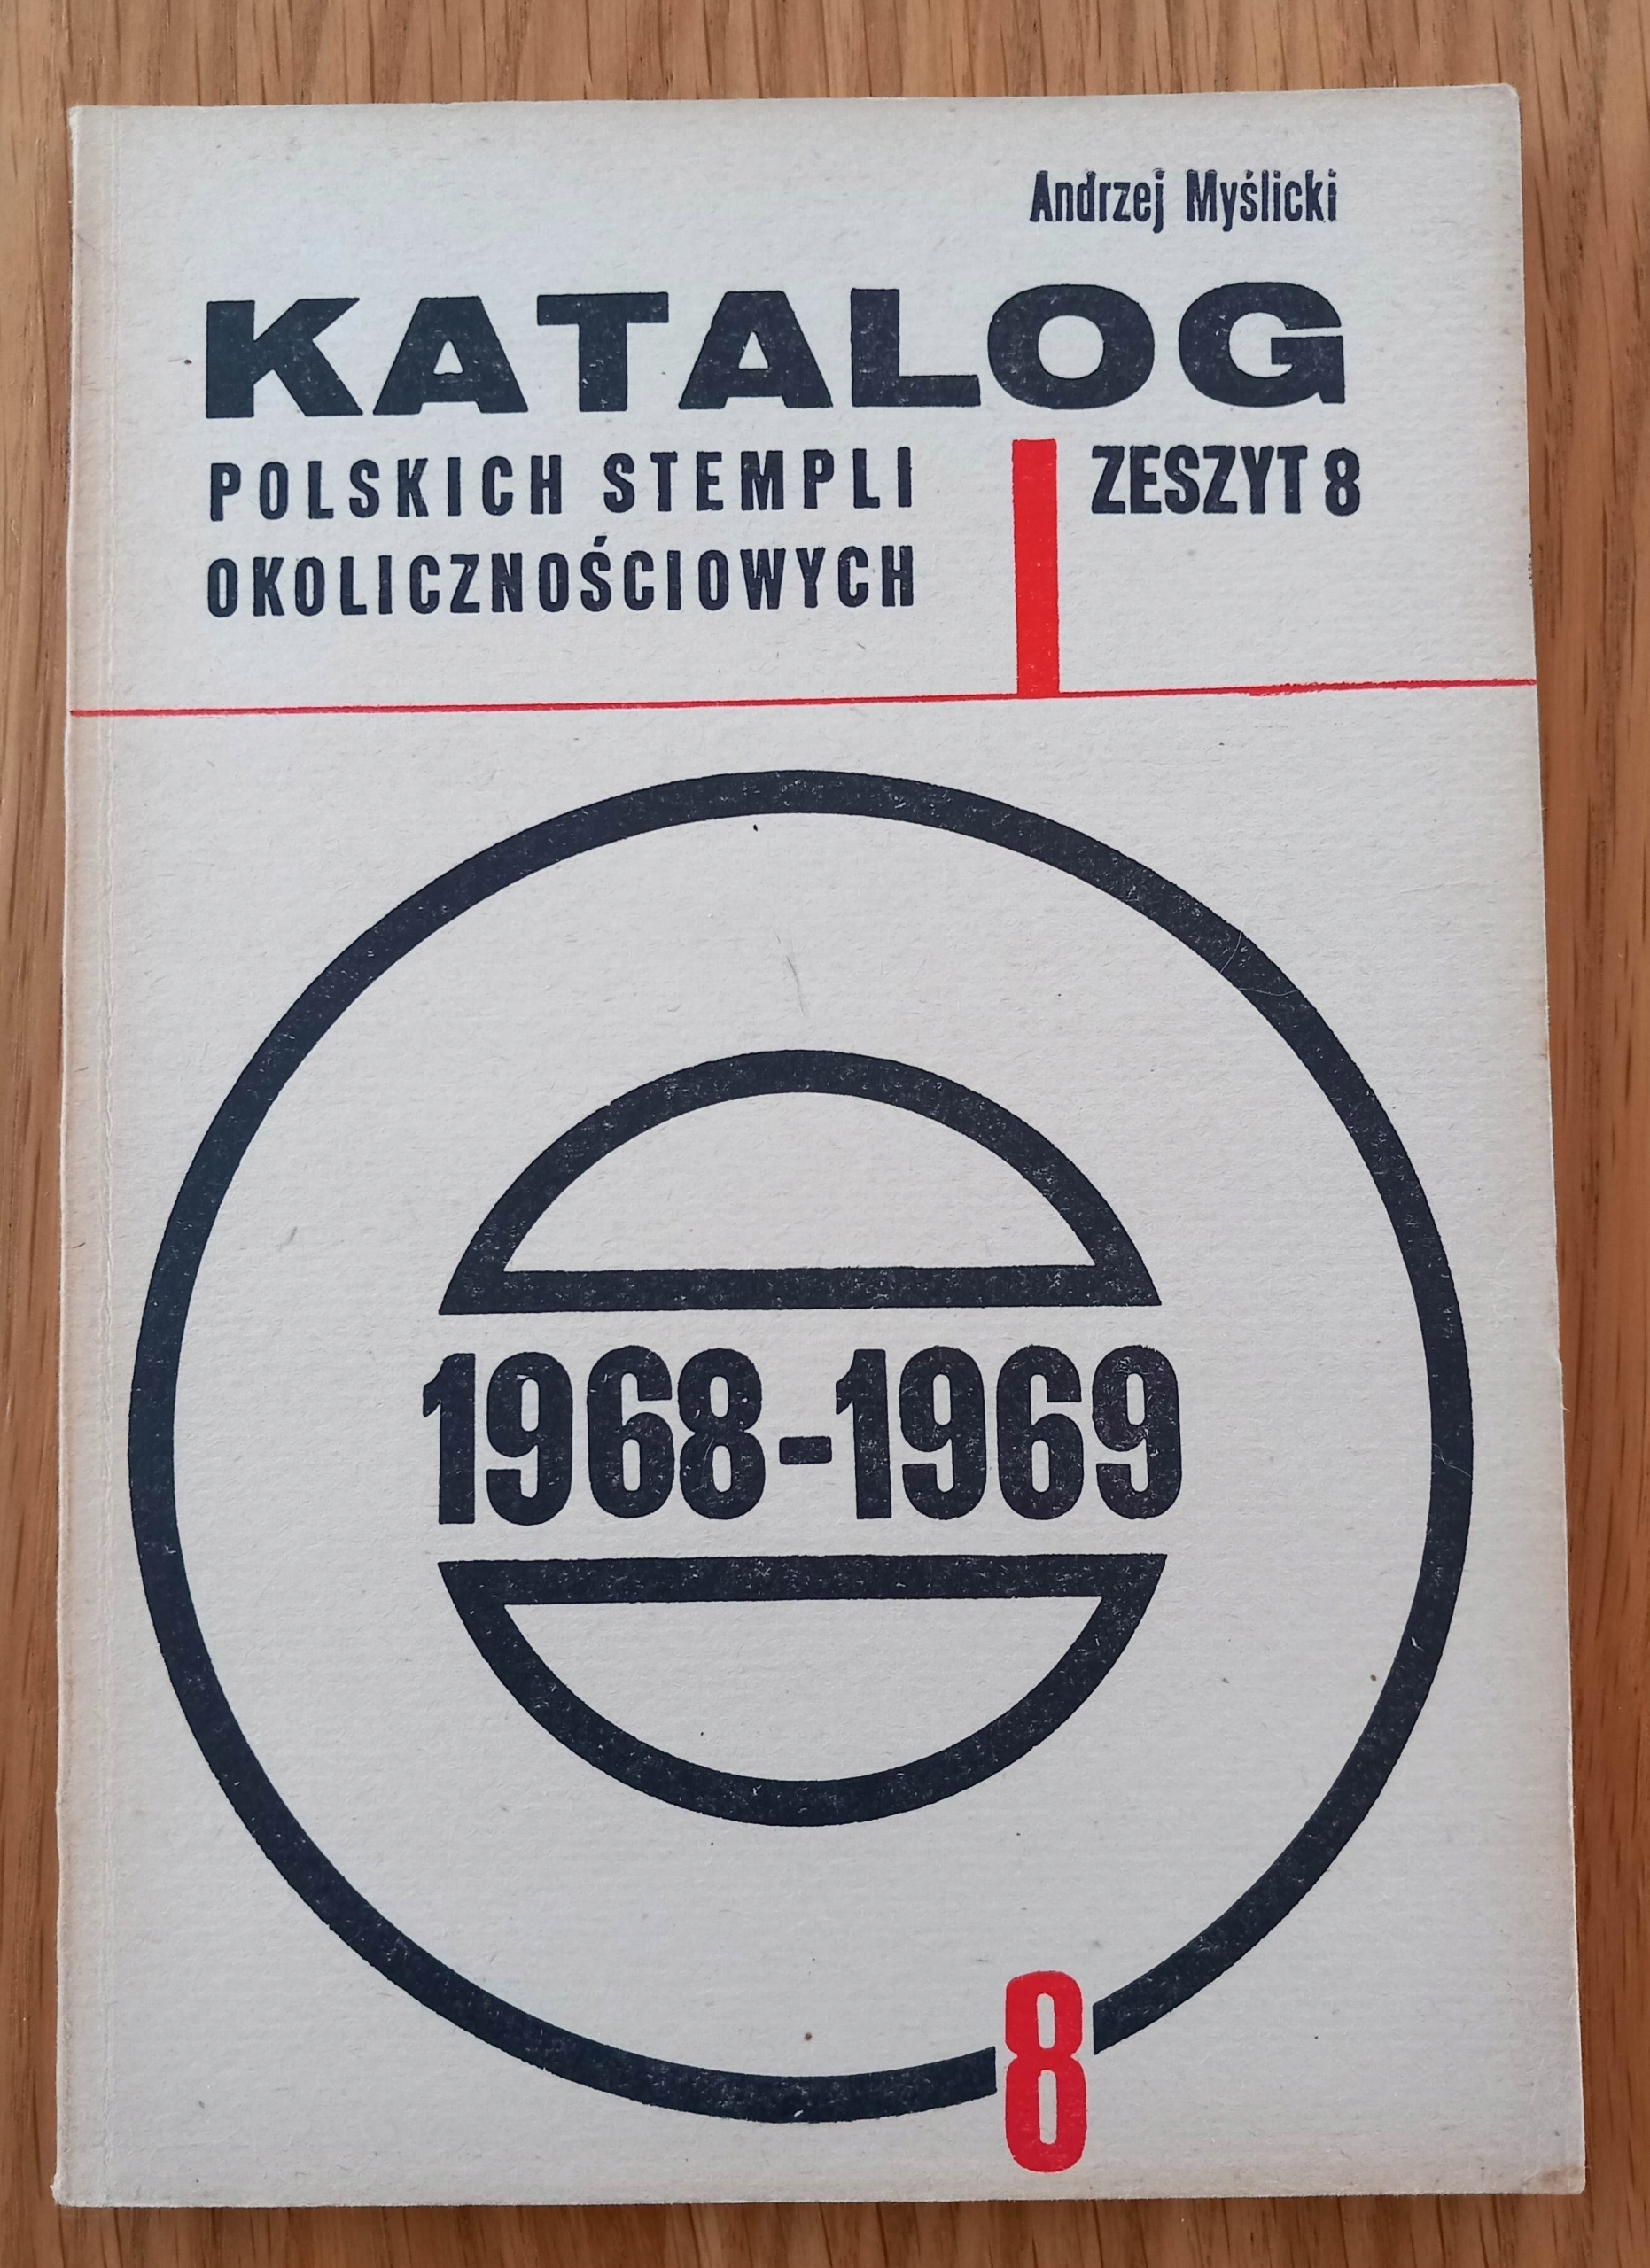 Andrzej Myślicki
KATALOG
POLSKICH STEMPLI
OKOLICZNOŚCIOWYCH
ZESZYT 8
1968-1969
8